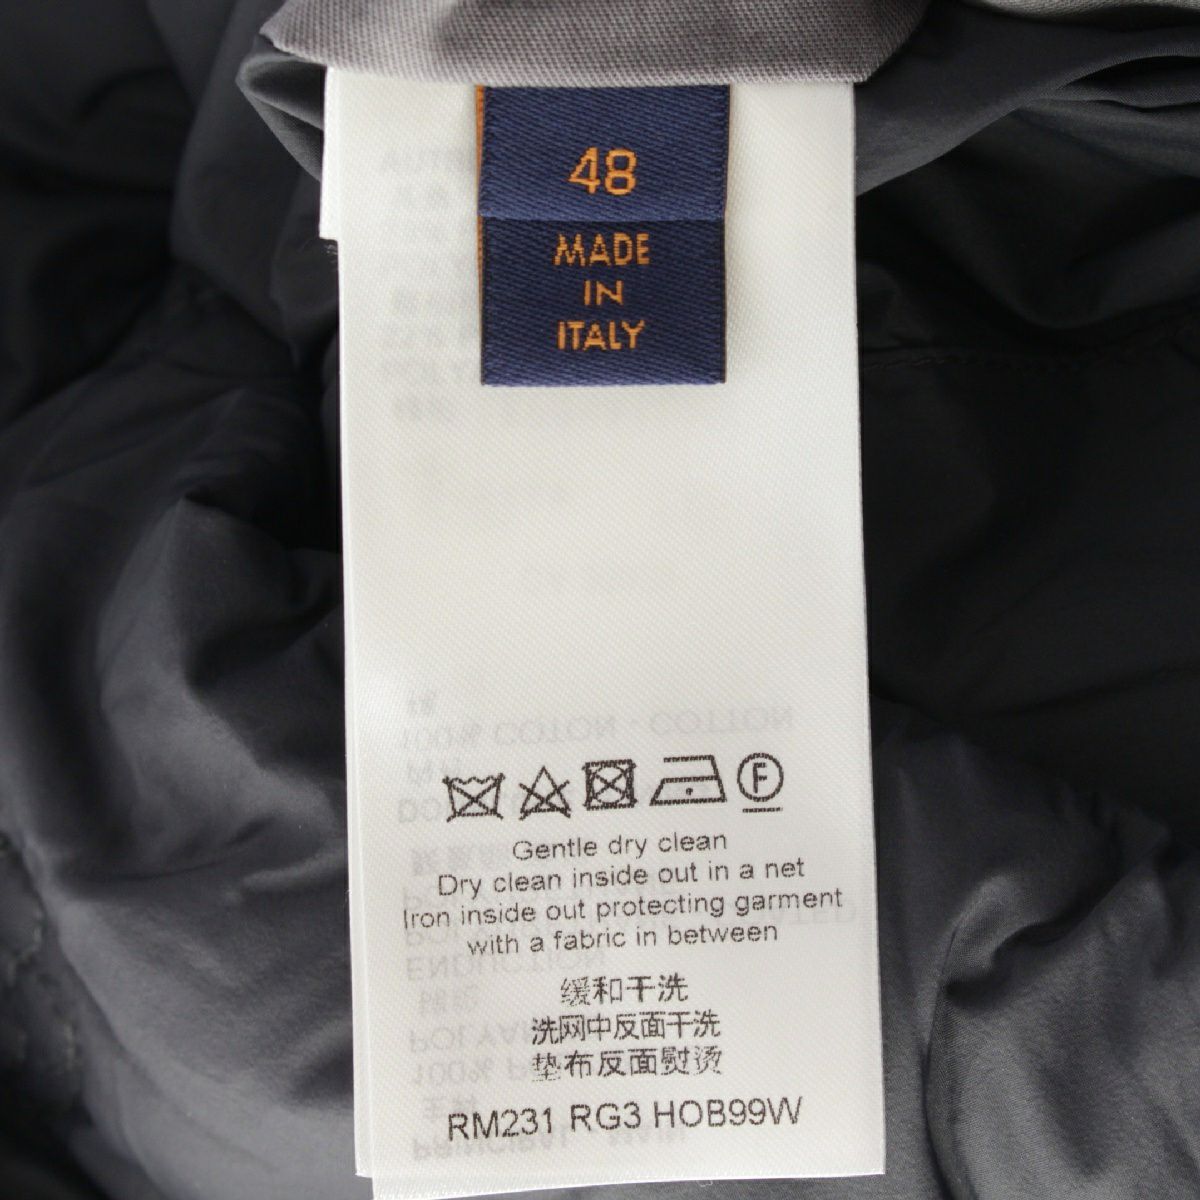 48
MADE
IN
ITALY
F
Gentle dry clean
Dry clean inside out in a net
Iron inside out protecting garment
with a fabric in between
缓和干洗
洗网中反面干洗
垫布反面熨烫
RM231 RG3 HOB99W